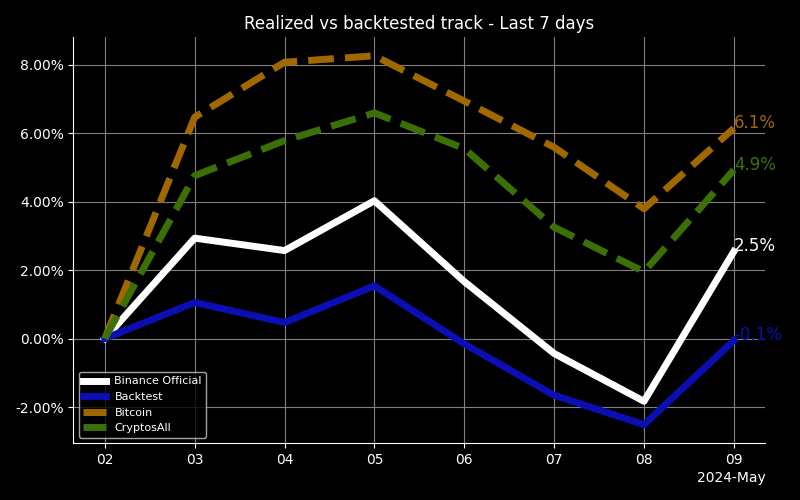 Realized vs backtested track - Last 7 days
8.00%
6.00%
4.00%
2.00%
0.00%
-2.00%
6.1%
4.9%
2.5%
-0.1%
Binance Official
Backtest
Bitcoin
CryptosAll
02 03 04 05 06 07 08 09
2024-May